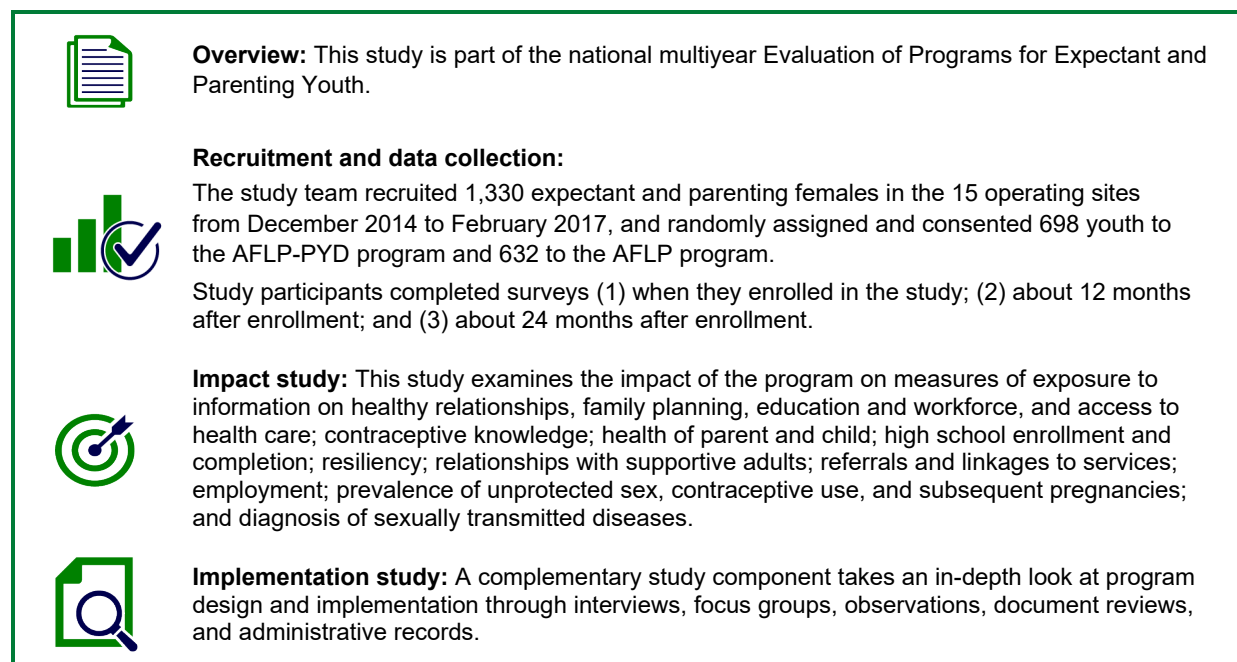 Overview: This study is part of the national multiyear Evaluation of Programs for Expectant and
Parenting Youth.
Recruitment and data collection:
The study team recruited 1,330 expectant and parenting females in the 15 operating sites
from December 2014 to February 2017, and randomly assigned and consented 698 youth to
the AFLP-PYD program and 632 to the AFLP program.
Study participants completed surveys (1) when they enrolled in the study; (2) about 12 months
after enrollment; and (3) about 24 months after enrollment.
Impact study: This study examines the impact of the program on measures of exposure to
information on healthy relationships, family planning, education and workforce, and access to
health care; contraceptive knowledge; health of parent and child; high school enrollment and
completion; resiliency; relationships with supportive adults; referrals and linkages to services;
employment; prevalence of unprotected sex, contraceptive use, and subsequent pregnancies;
and diagnosis of sexually transmitted diseases.
Implementation study: A complementary study component takes an in-depth look at program
design and implementation through interviews, focus groups, observations, document reviews,
and administrative records.